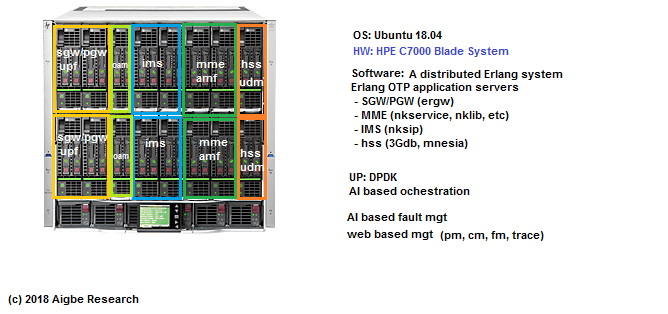 sgw/pgw
upf
oam
ims
mme
amf
hss
udm
sgw/pgw
upf
oam
ims
mme
amf
hss
udm
OS: Ubuntu 18.04
HW: HPE C7000 Blade System
Software: A distributed Erlang system
Erlang OTP application servers
- SGW/PGW (ergw)
- MME (nkservice, nklib, etc)
- IMS (nksip)
- hss (3Gdb, mnesia)
UP: DPDK
AI based ochestration
AI based fault mgt
web based mgt (pm, cm, fm, trace)
(c) 2018 Aigbe Research